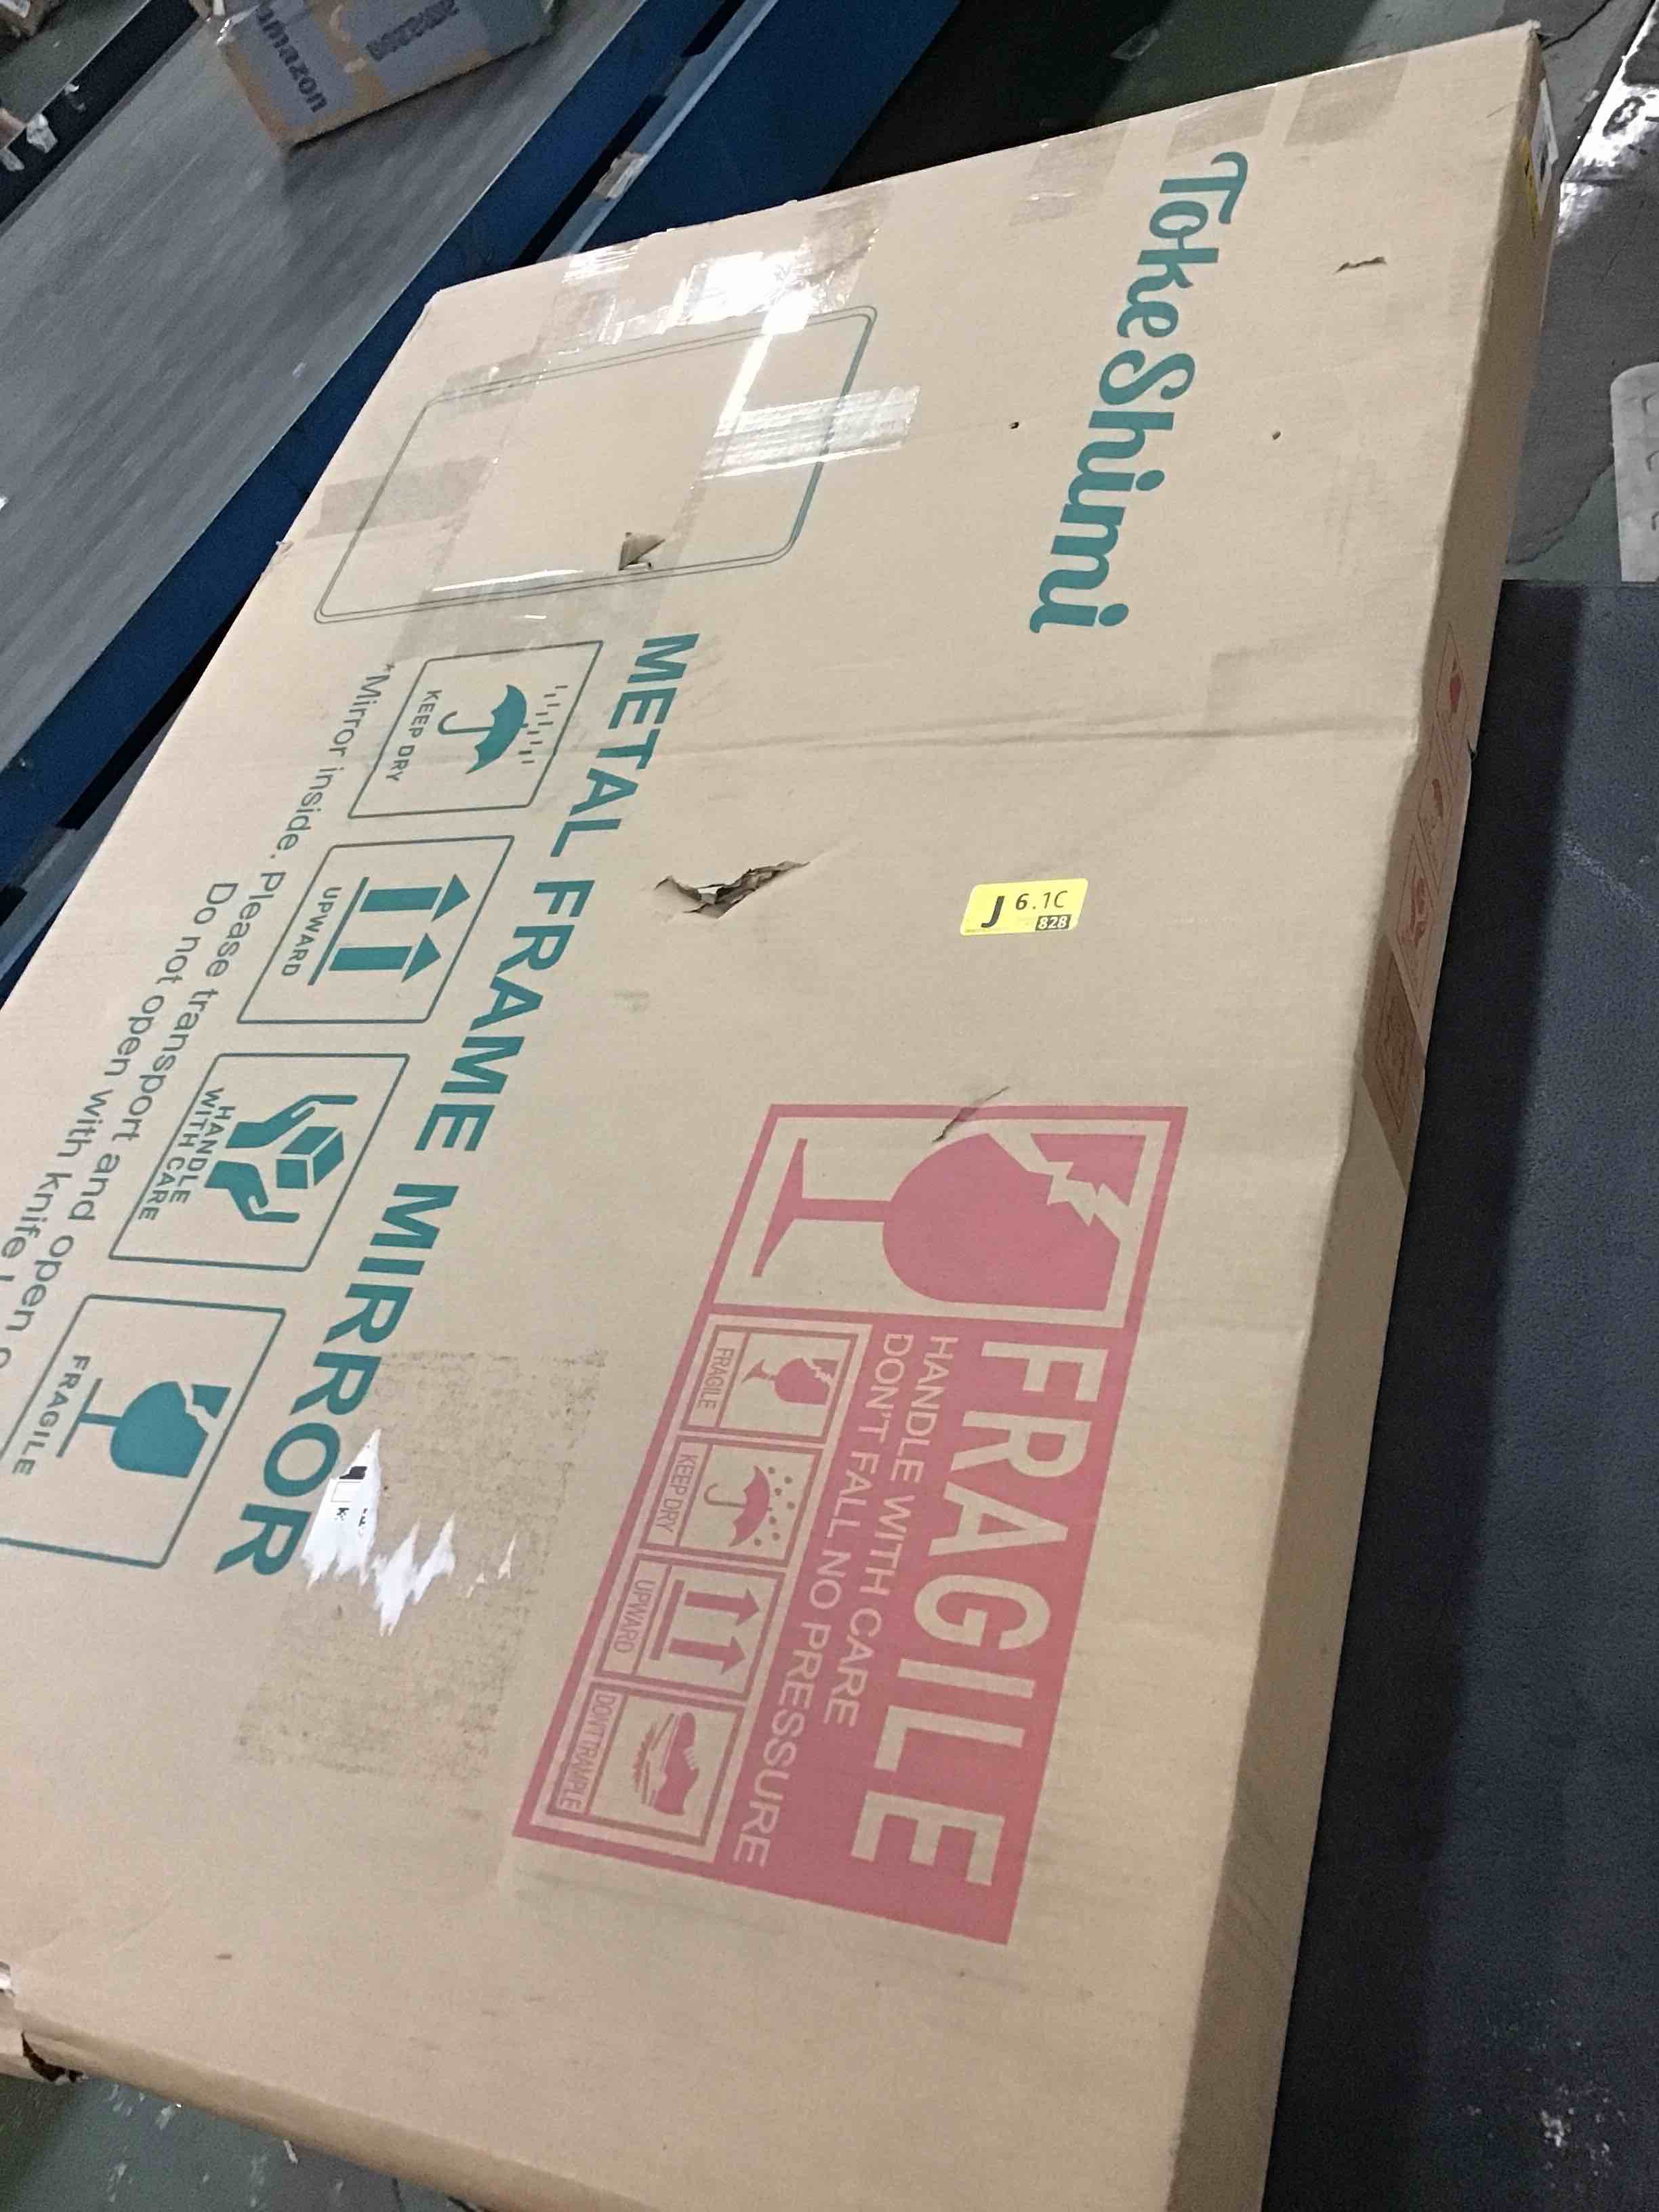 amazon
TokeShimi
METAL FRAME MIRROR
KEEP DRY
UPWARD
HANDLE
WITH CARE
FRAGILE
*Mirror inside. Please transport and open
Do not open with knife
J 6.1C
828
FRAGILE
HANDLE WITH CARE
DON'T FALL NO PRESSURE
FRAGILE
KEEP DRY
UPWARD
DON'T TRAMPLE